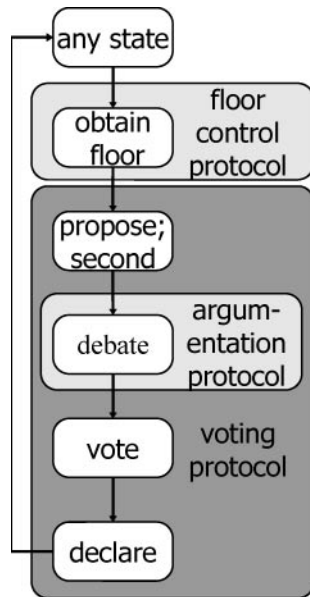 any state
obtain
floor
floor
control
protocol
propose;
second
debate
argum-
entation
protocol
vote
voting
protocol
declare